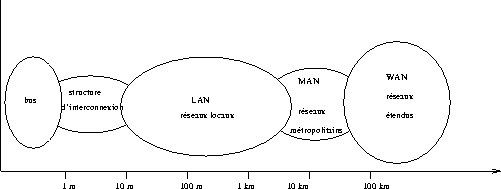 bus
structure
d'interconnexion
LAN
réseaux locaux
MAN
réseaux
métropolitains
WAN
réseaux
étendus
1 m
10 m
100 m
1 km
10 km
100 km